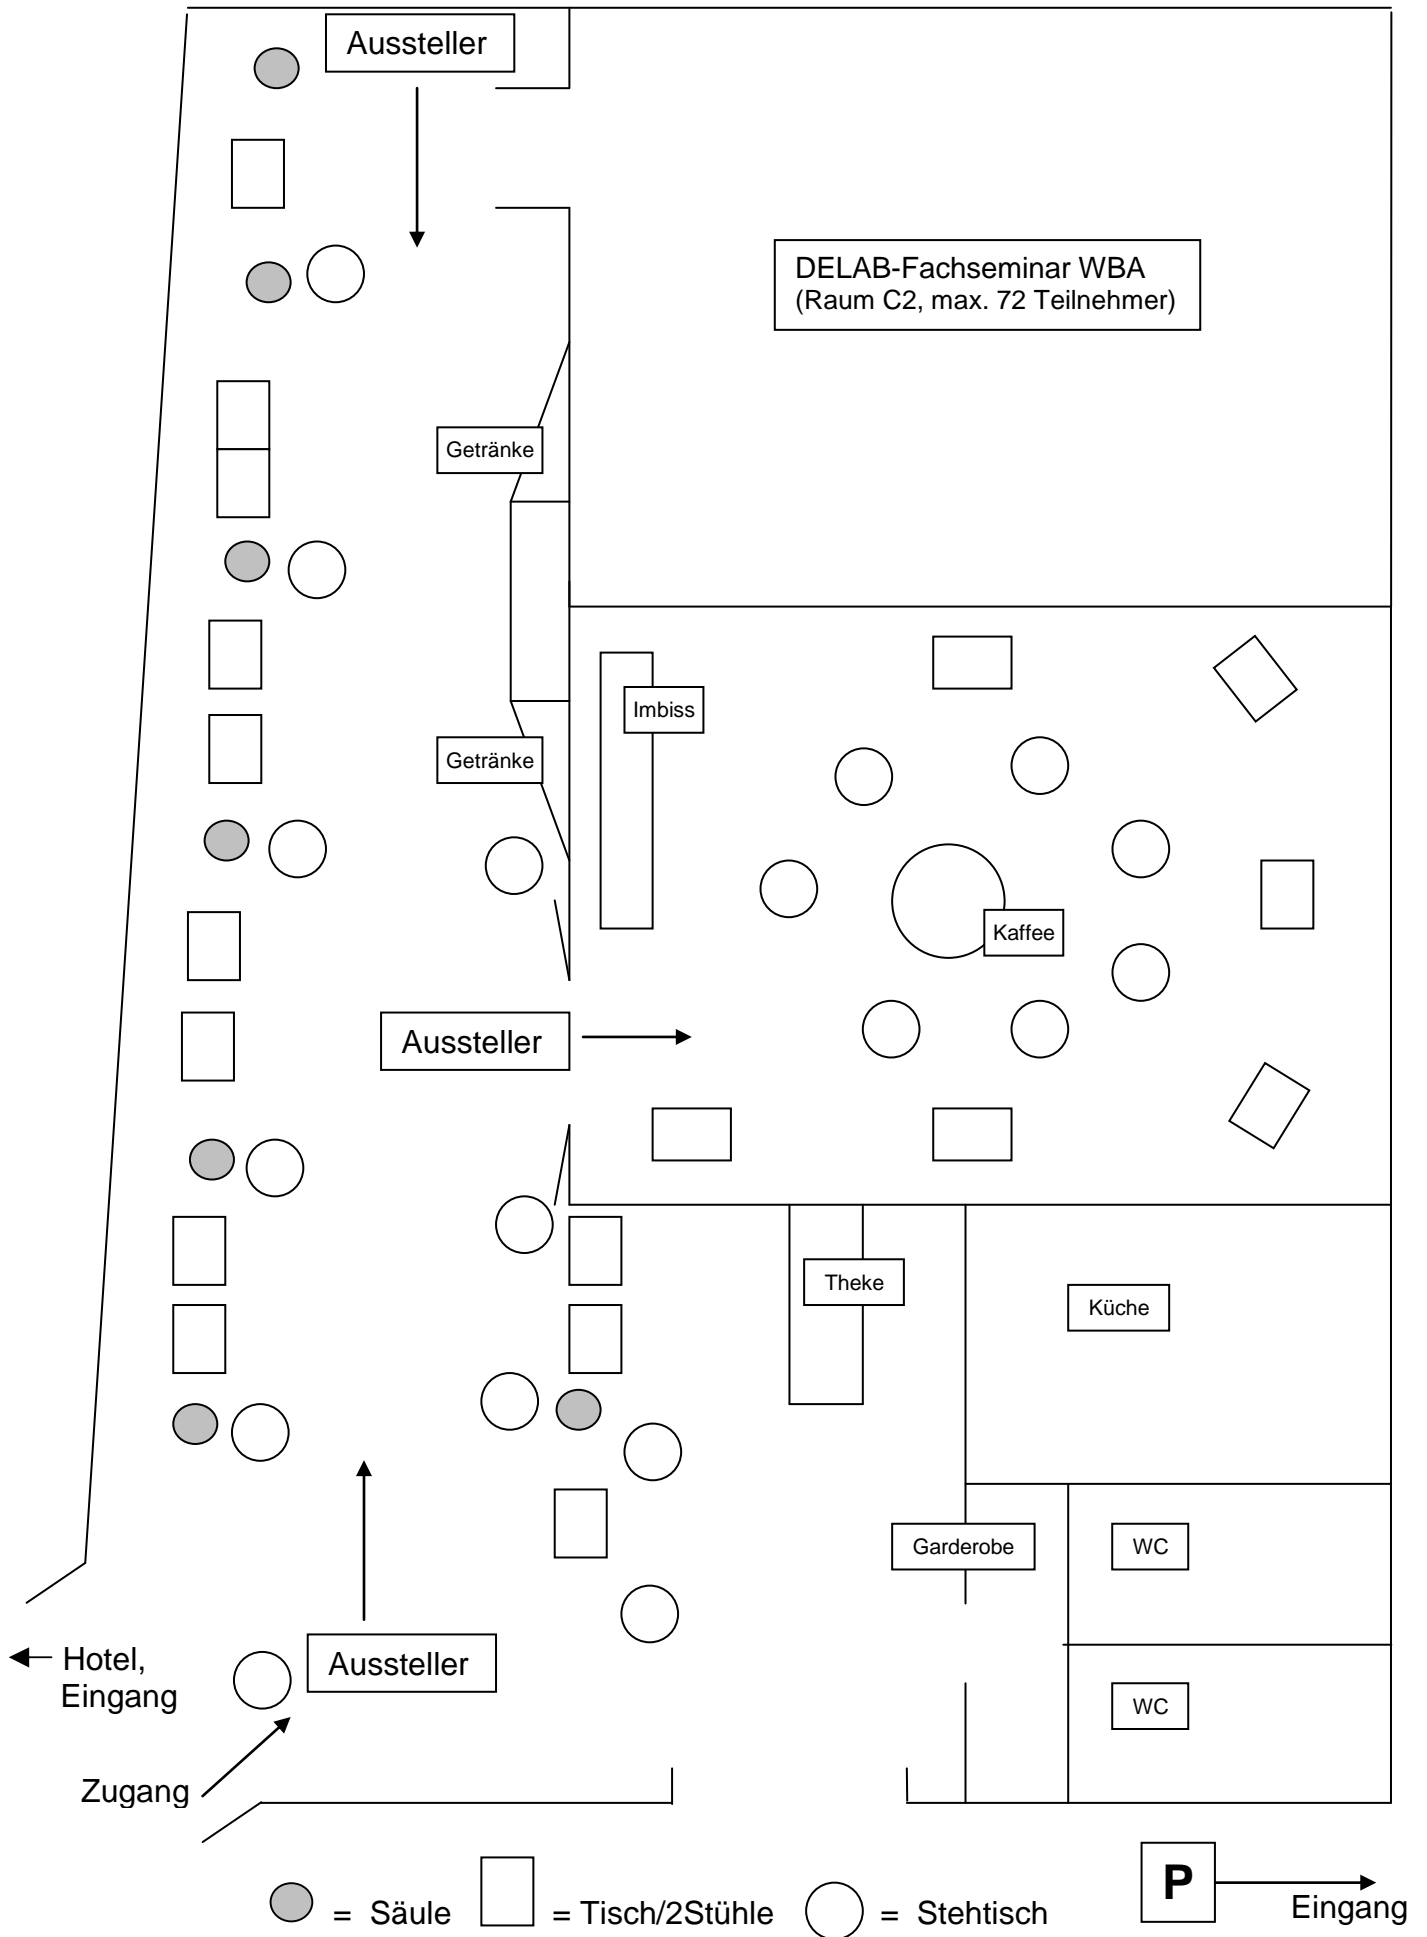 Aussteller
DELAB-Fachseminar WBA
(Raum C2, max. 72 Teilnehmer)
Getränke
Imbiss
Getränke
Kaffee
Aussteller
Theke
Küche
Garderobe
WC
Hotel,
Eingang
Aussteller
WC
Zugang
P
Eingang
= Säule
= Tisch/2Stühle
= Stehtisch